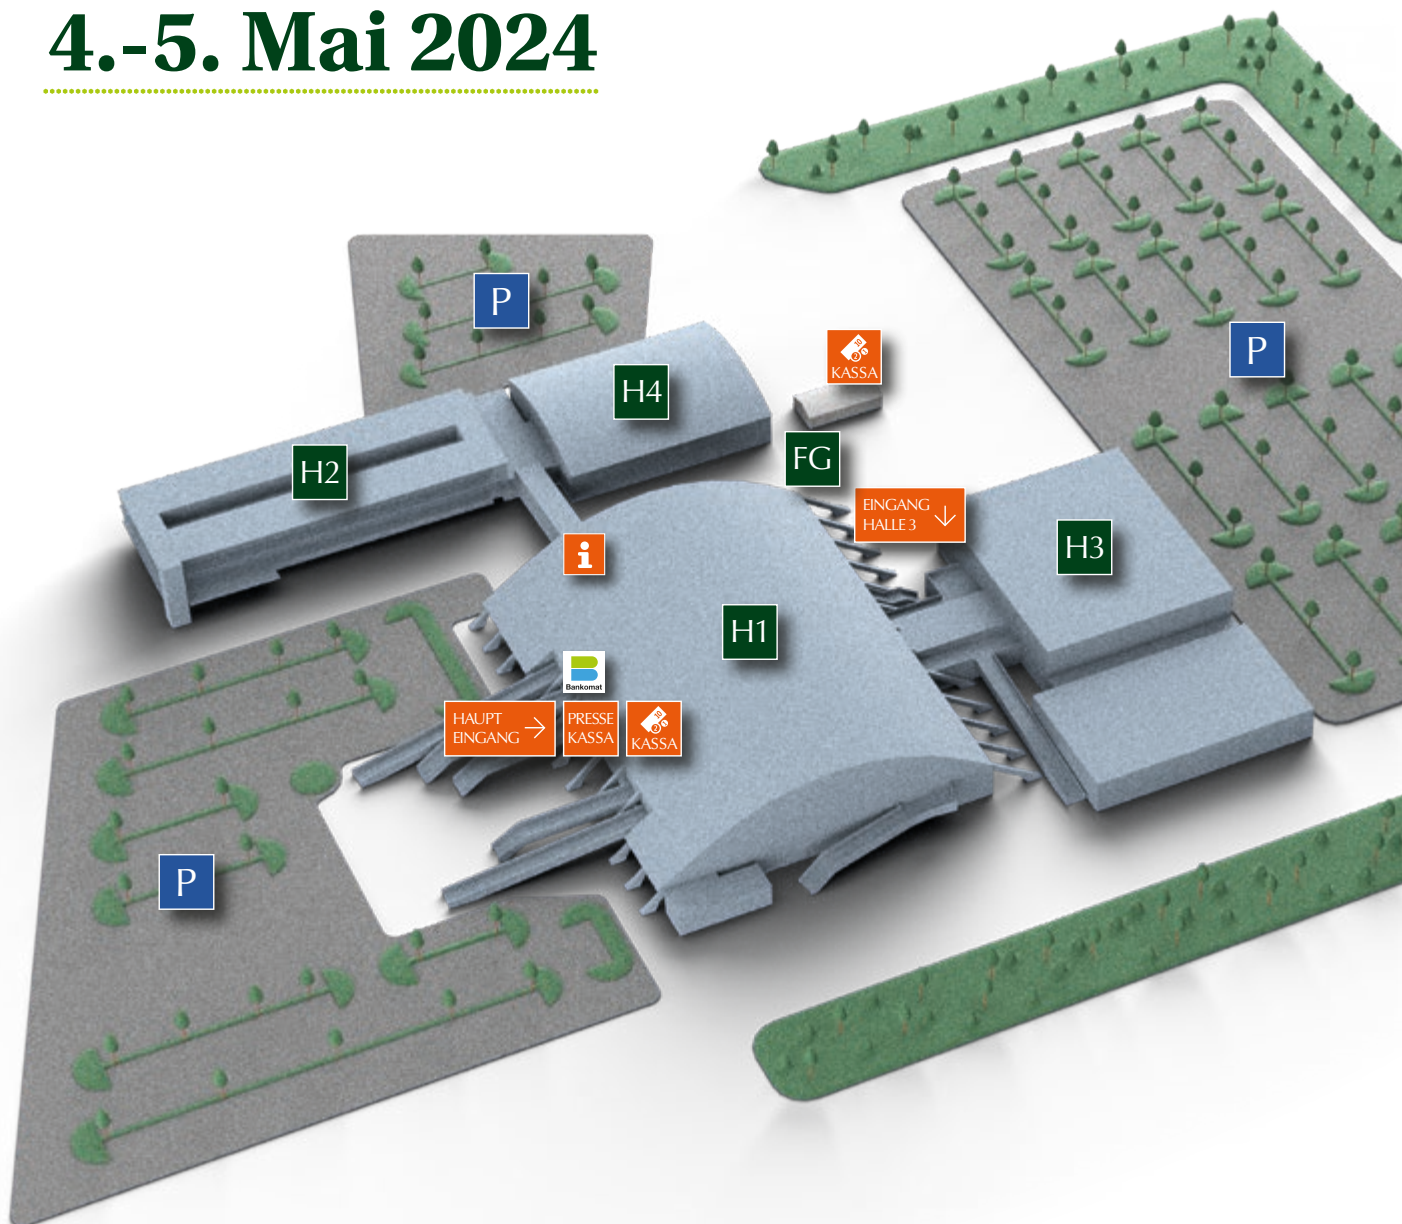 4.-5. Mai 2024
P
KASSA
P
H4
FG
H2
EINGANG
HALLE 3
H3
i
H1
Bankomat
HAUPT
EINGANG
PRESSE
KASSA
KASSA
P